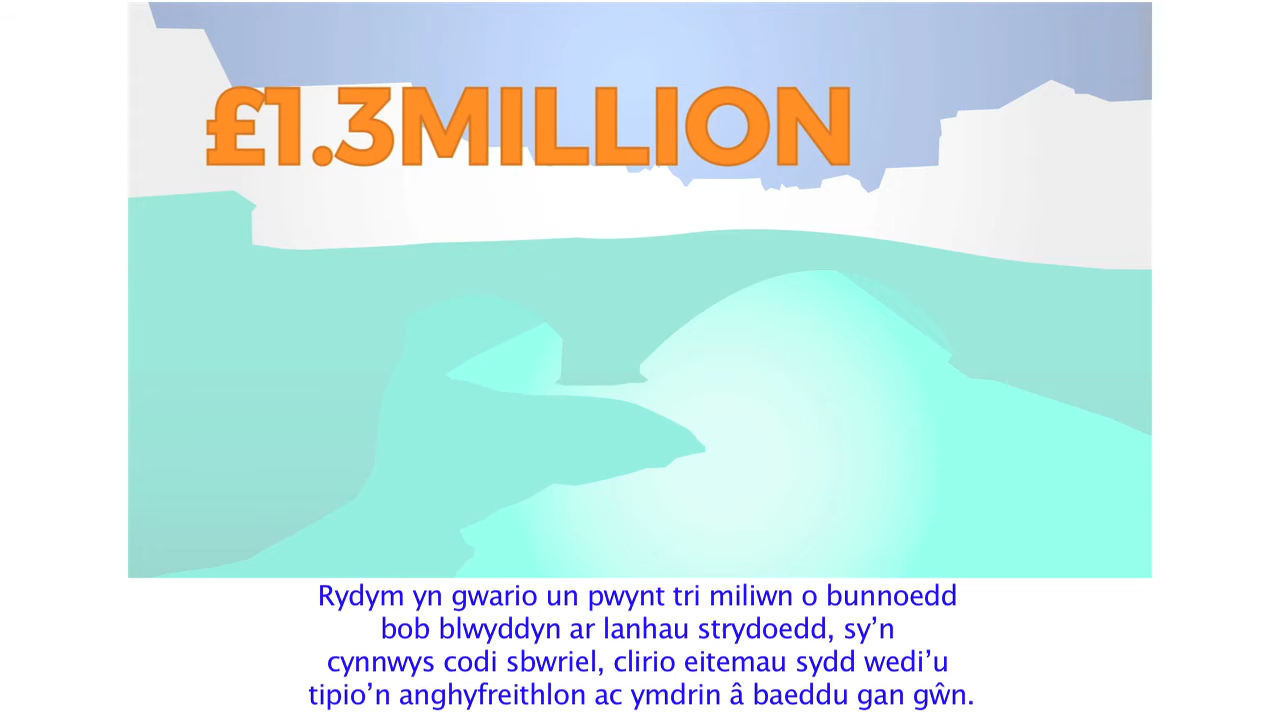 £1.3MILLION
Rydym yn gwario un pwynt tri miliwn o bunnoedd
bob blwyddyn ar lanhau strydoedd, sy’n
cynnwys codi sbwriel, clirio eitemau sydd wedi’u
tipio’n anghyfreithlon ac ymdrin â baeddu gan gŵn.